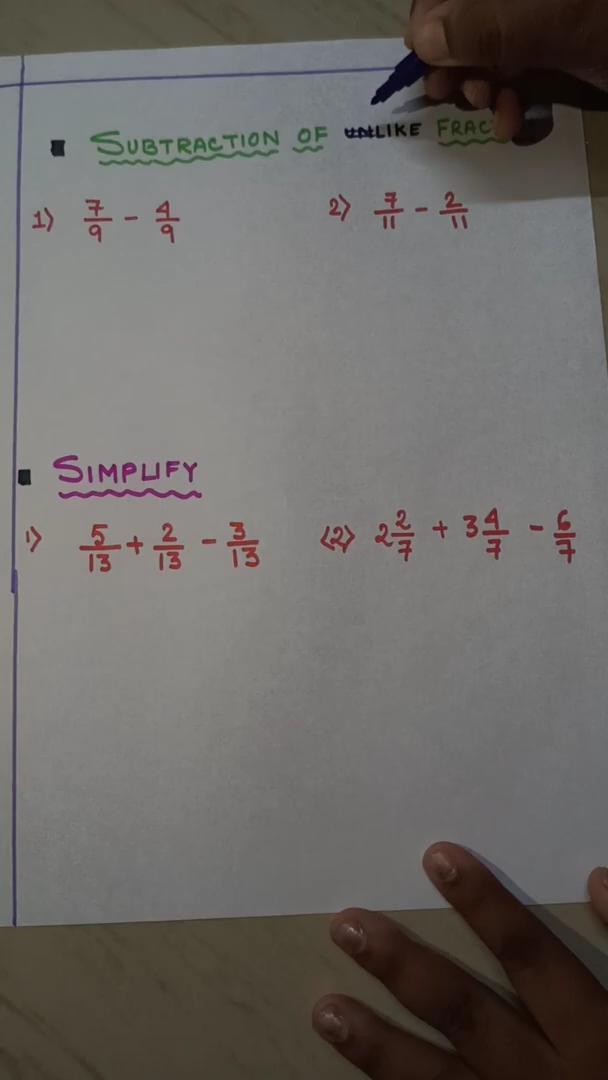 SUBTRACTION OF LIKE FRAC
1) 7/9 - 4/9
2) 7/11 - 2/11
SIMPLIFY
1) 5/13 + 2/13 - 3/13
(2) 2 2/7 + 3 4/7 - 6/7